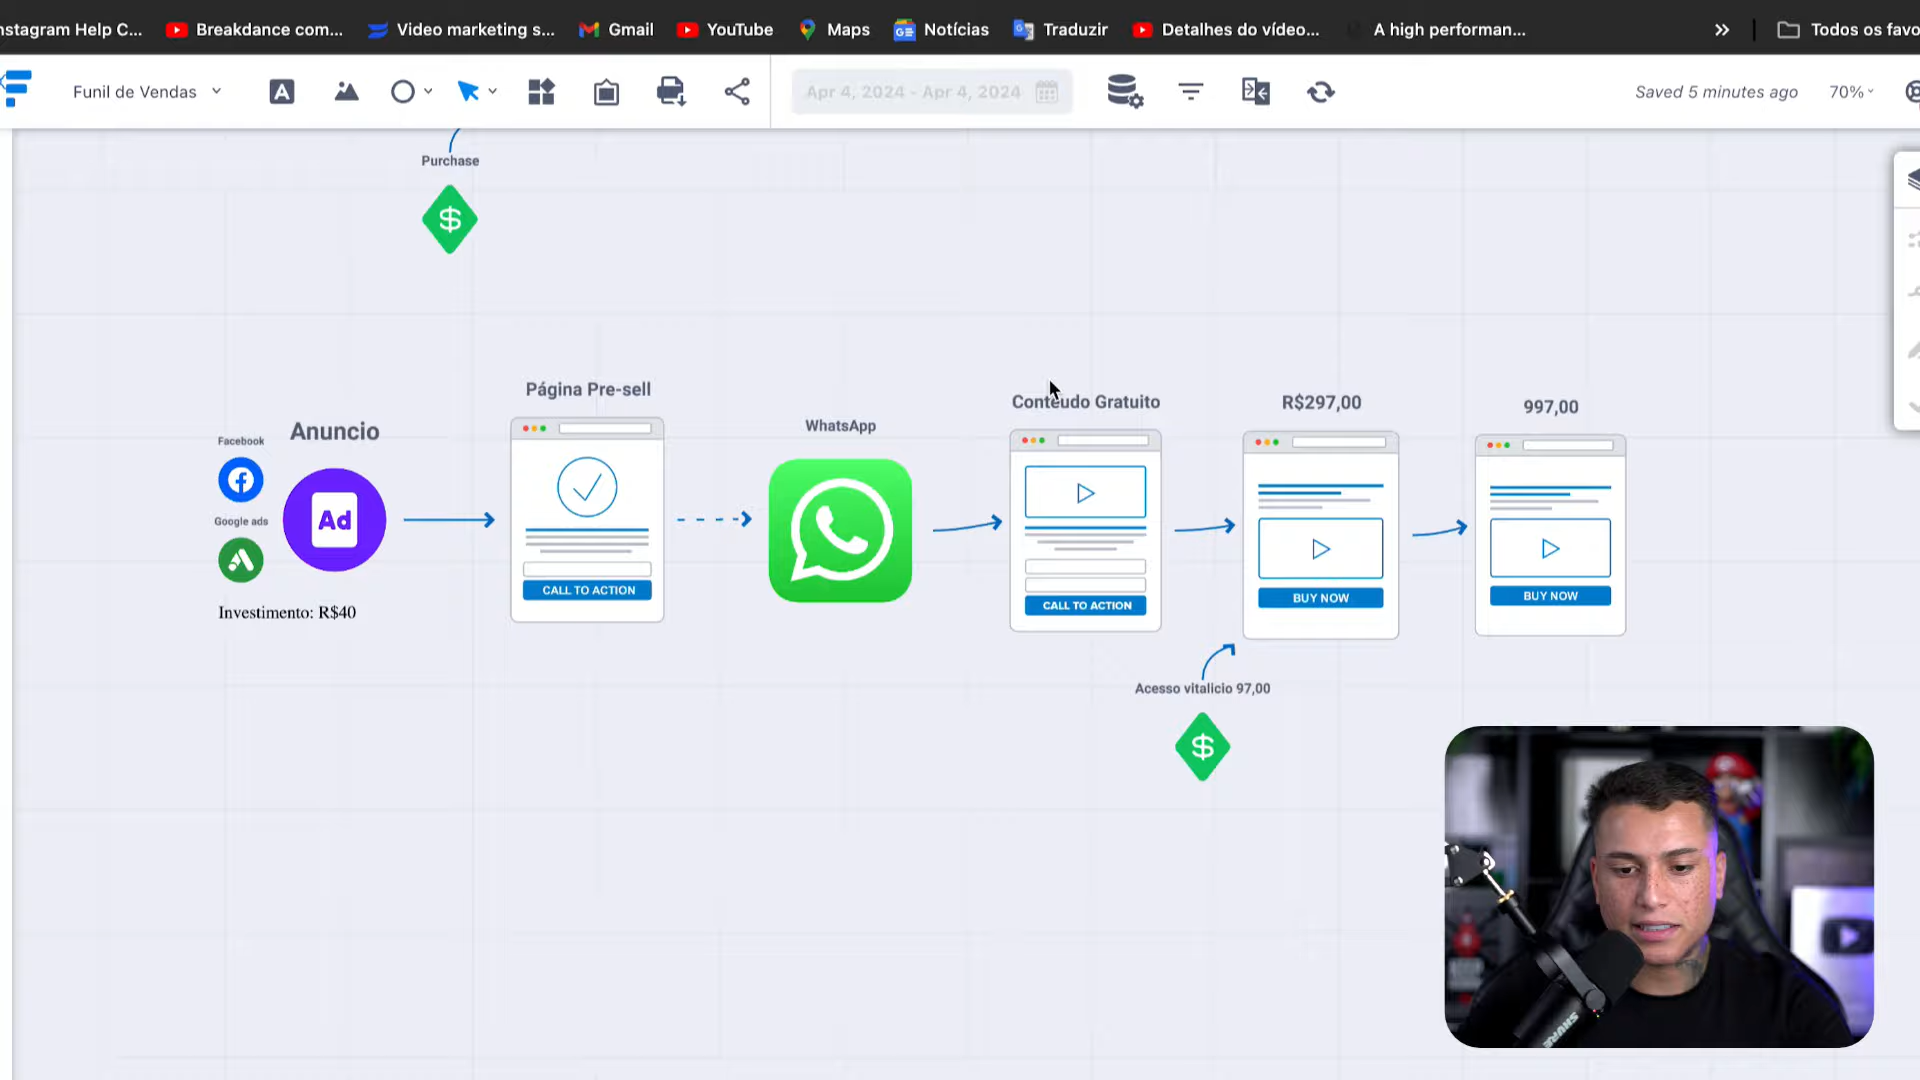 nstagram Help C...
Breakdance com...
Video marketing s...
Gmail
YouTube
Maps
Notícias
Traduzir
Detalhes do vídeo...
A high performan...
Todos os favo
Funil de Vendas
A
Apr 4, 2024 - Apr 4, 2024
Saved 5 minutes ago
70%
Purchase
$
Facebook
Google ads
Anuncio
Ad
Investimento: R$40
Página Pre-sell
CALL TO ACTION
WhatsApp
Conteudo Gratuito
CALL TO ACTION
R$297,00
BUY NOW
997,00
BUY NOW
Acesso vitalicio 97,00
$
SHURE